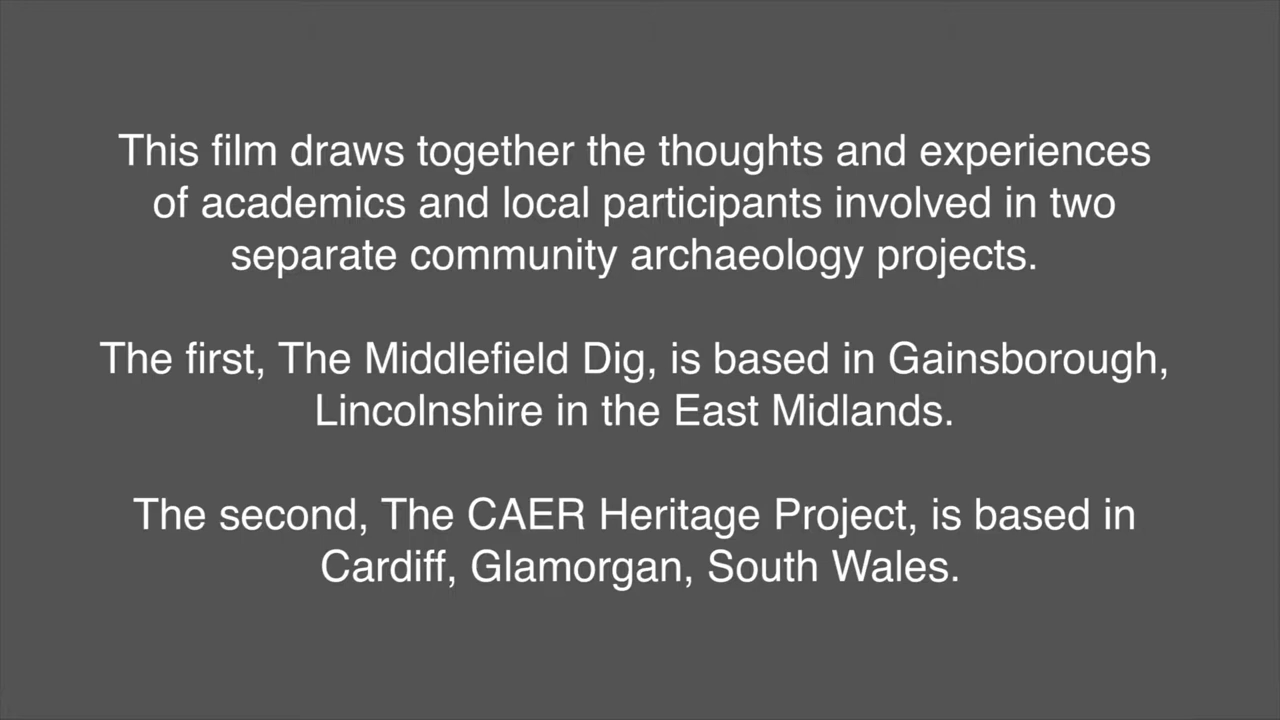 This film draws together the thoughts and experiences
of academics and local participants involved in two
separate community archaeology projects.
The first, The Middlefield Dig, is based in Gainsborough,
Lincolnshire in the East Midlands.
The second, The CAER Heritage Project, is based in
Cardiff, Glamorgan, South Wales.